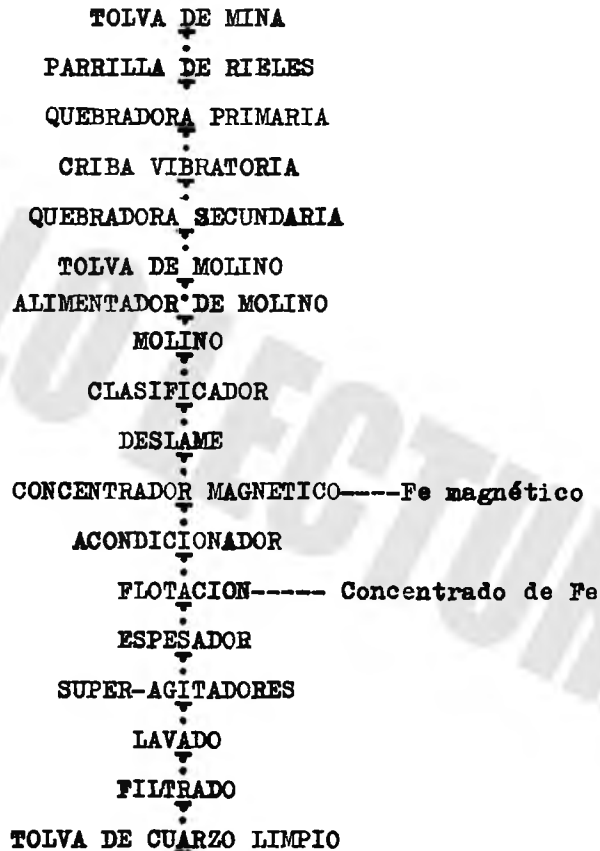 TOLVA DE MINA
PARRILLA DE RIELES
QUEBRADORA PRIMARIA
CRIBA VIBRATORIA
QUEBRADORA SECUNDARIA
TOLVA DE MOLINO
ALIMENTADOR DE MOLINO
MOLINO
CLASIFICADOR
DESLAME
CONCENTRADOR MAGNETICO----Fe magnético
ACONDICIONADOR
FLOTACION----- Concentrado de Fe
ESPESADOR
SUPER-AGITADORES
LAVADO
FILTRADO
TOLVA DE CUARZO LIMPIO